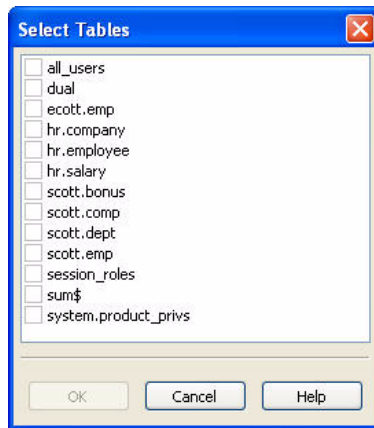 Select Tables
all_users
dual
ecott.emp
hr.company
hr.employee
hr.salary
scott.bonus
scott.comp
scott.dept
scott.emp
session_roles
sum$
system.product_privs
OK
Cancel
Help